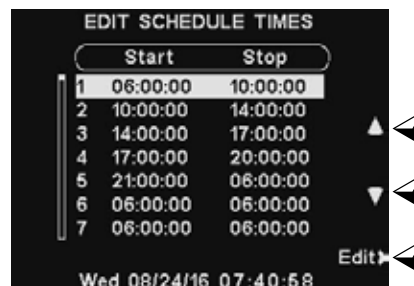 EDIT SCHEDULE TIMES
Start Stop
1 06:00:00 10:00:00
2 10:00:00 14:00:00
3 14:00:00 17:00:00
4 17:00:00 20:00:00
5 21:00:00 06:00:00
6 06:00:00 06:00:00
7 06:00:00 06:00:00
Edit
Wed 08/24/16 07:40:58